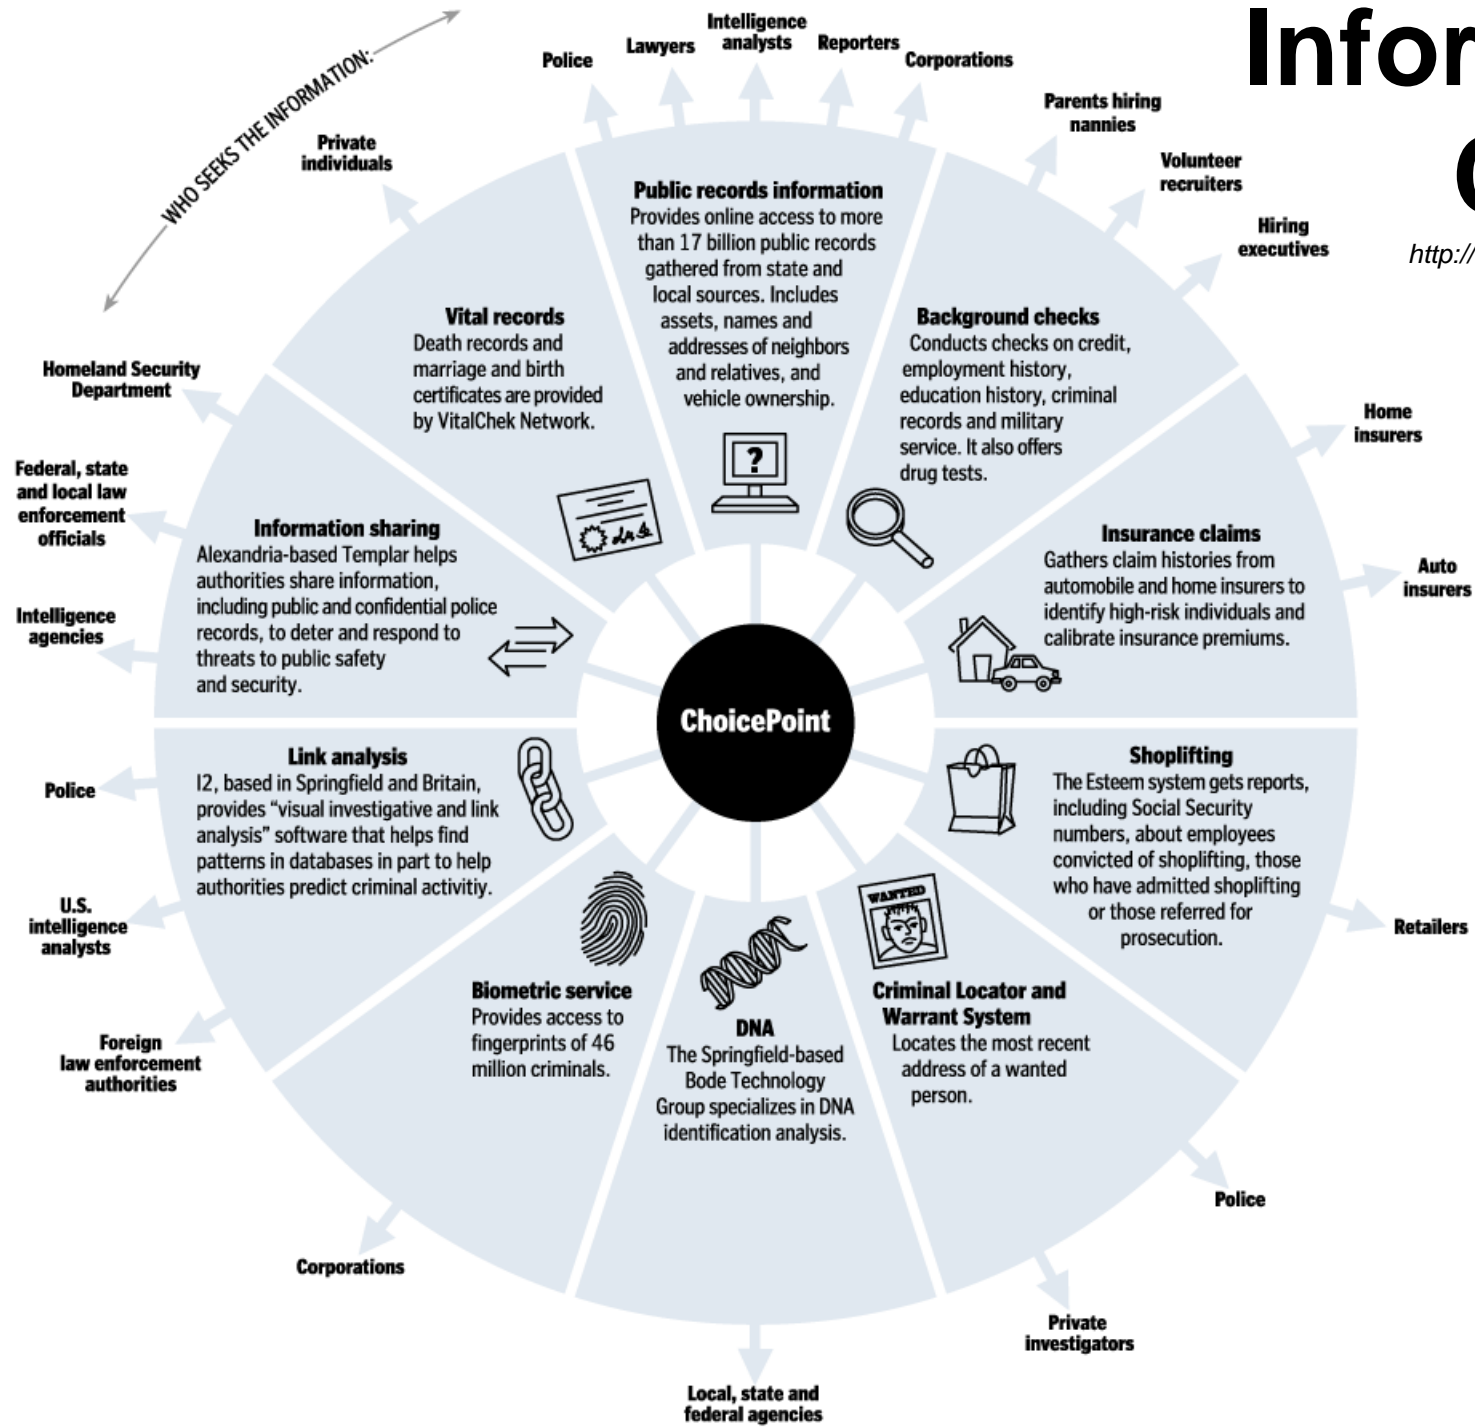 Infor
http://
WHO SEEKS THE INFORMATION:
Private
individuals
Police
Lawyers
Intelligence
analysts
Reporters
Corporations
Parents hiring
nannies
Volunteer
recruiters
Hiring
executives
Home
insurers
Auto
insurers
Retailers
Police
Private
investigators
Local, state and
federal agencies
Corporations
Foreign
law enforcement
authorities
U.S.
intelligence
analysts
Police
Intelligence
agencies
Federal, state
and local law
enforcement
officials
Homeland Security
Department
Vital records
Death records and
marriage and birth
certificates are provided
by VitalChek Network.
Public records information
Provides online access to more
than 17 billion public records
gathered from state and
local sources. Includes
assets, names and
addresses of neighbors
and relatives, and
vehicle ownership.
?
Background checks
Conducts checks on credit,
employment history,
education history, criminal
records and military
service. It also offers
drug tests.
Insurance claims
Gathers claim histories from
automobile and home insurers to
identify high-risk individuals and
calibrate insurance premiums.
Shoplifting
The Esteem system gets reports,
including Social Security
numbers, about employees
convicted of shoplifting, those
who have admitted shoplifting
or those referred for
prosecution.
WANTED
Criminal Locator and
Warrant System
Locates the most recent
address of a wanted
person.
DNA
The Springfield-based
Bode Technology
Group specializes in DNA
identification analysis.
Biometric service
Provides access to
fingerprints of 46
million criminals.
Link analysis
I2, based in Springfield and Britain,
provides “visual investigative and link
analysis” software that helps find
patterns in databases in part to help
authorities predict criminal activitiy.
Information sharing
Alexandria-based Templar helps
authorities share information,
including public and confidential police
records, to deter and respond to
threats to public safety
and security.
ChoicePoint